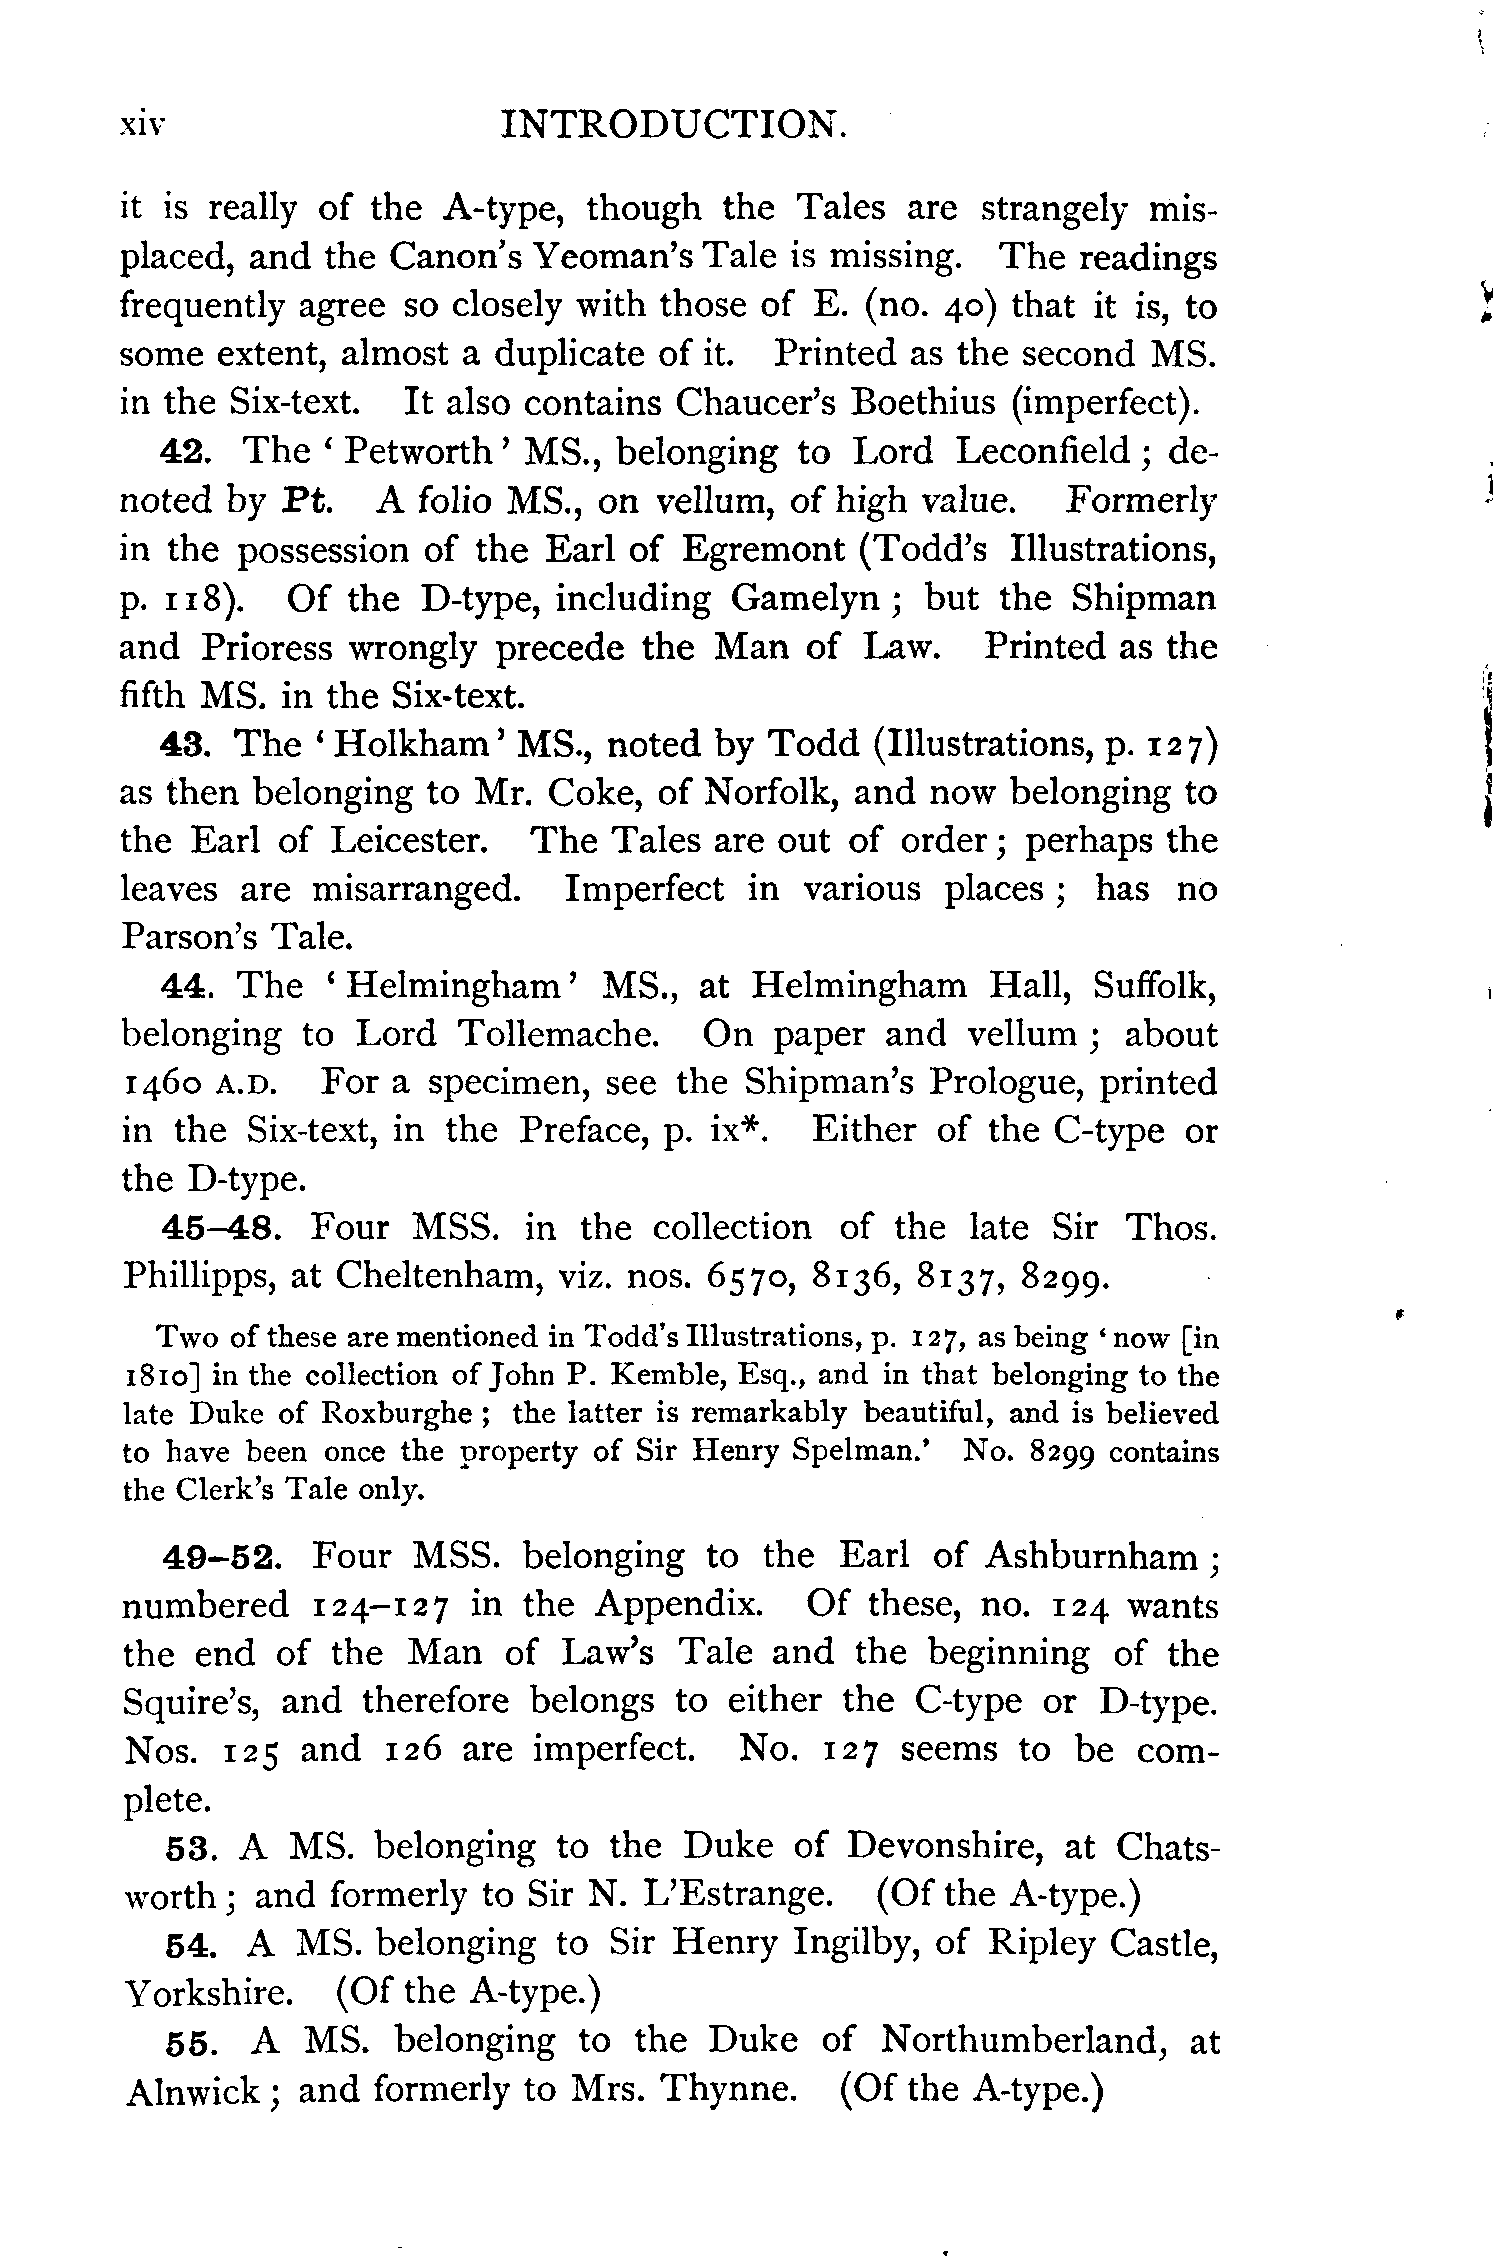 xiv INTRODUCTION.
it is really of the A-type, though the Tales are strangely mis-
placed, and the Canon's Yeoman's Tale is missing. The readings
frequently agree so closely with those of E. (no. 40) that it is, to
some extent, almost a duplicate of it. Printed as the second MS.
in the Six-text. It also contains Chaucer's Boethius (imperfect).
42. The ‘Petworth’ MS., belonging to Lord Leconfield; de-
noted by Pt. A folio MS., on vellum, of high value. Formerly
in the possession of the Earl of Egremont (Todd's Illustrations,
p. 118). Of the D-type, including Gamelyn; but the Shipman
and Prioress wrongly precede the Man of Law. Printed as the
fifth MS. in the Six-text.
43. The ‘Holkham’ MS., noted by Todd (Illustrations, p. 127)
as then belonging to Mr. Coke, of Norfolk, and now belonging to
the Earl of Leicester. The Tales are out of order; perhaps the
leaves are misarranged. Imperfect in various places; has no
Parson's Tale.
44. The ‘Helmingham’ MS., at Helmingham Hall, Suffolk,
belonging to Lord Tollemache. On paper and vellum; about
1460 A.D. For a specimen, see the Shipman's Prologue, printed
in the Six-text, in the Preface, p. ix*. Either of the C-type or
the D-type.
45–48. Four MSS. in the collection of the late Sir Thos.
Phillipps, at Cheltenham, viz. nos. 6570, 8136, 8137, 8299.
Two of these are mentioned in Todd's Illustrations, p. 127, as being ‘now [in
1810] in the collection of John P. Kemble, Esq., and in that belonging to the
late Duke of Roxburghe; the latter is remarkably beautiful, and is believed
to have been once the property of Sir Henry Spelman.’ No. 8299 contains
the Clerk's Tale only.
49–52. Four MSS. belonging to the Earl of Ashburnham;
numbered 124–127 in the Appendix. Of these, no. 124 wants
the end of the Man of Law's Tale and the beginning of the
Squire's, and therefore belongs to either the C-type or D-type.
Nos. 125 and 126 are imperfect. No. 127 seems to be com-
plete.
53. A MS. belonging to the Duke of Devonshire, at Chats-
worth; and formerly to Sir N. L'Estrange. (Of the A-type.)
54. A MS. belonging to Sir Henry Ingilby, of Ripley Castle,
Yorkshire. (Of the A-type.)
55. A MS. belonging to the Duke of Northumberland, at
Alnwick; and formerly to Mrs. Thynne. (Of the A-type.)